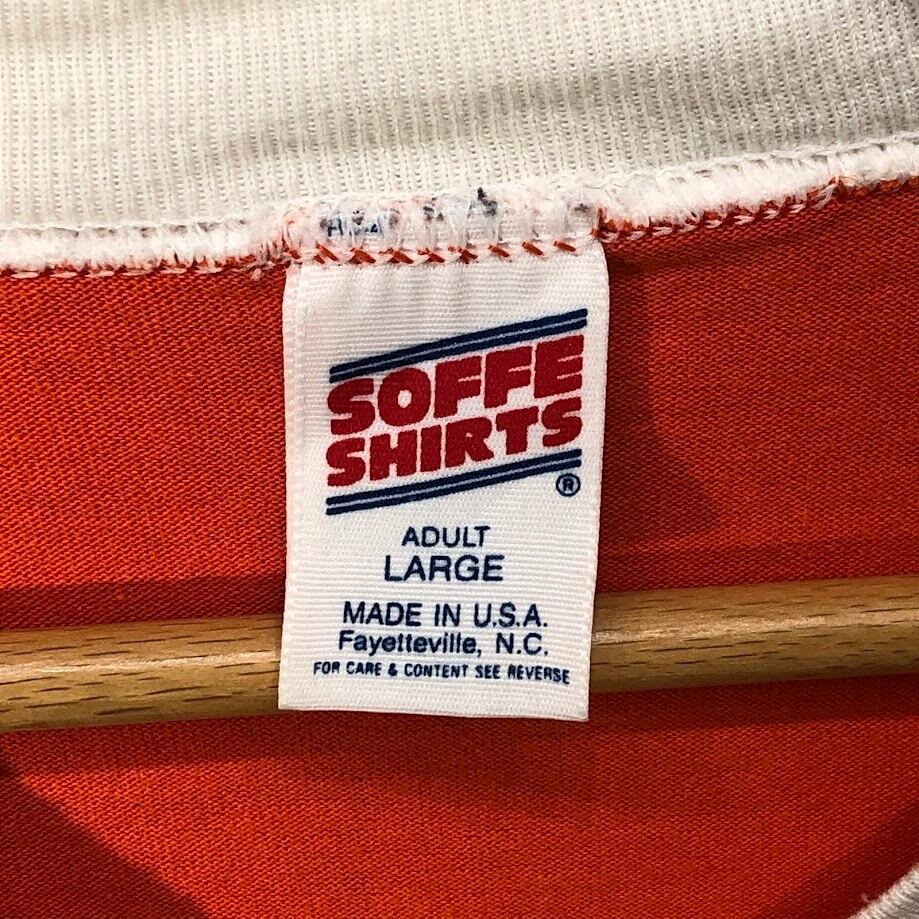 SOFFE
SHIRTS
®
ADULT
LARGE
MADE IN U.S.A.
Fayetteville, N.C.
FOR CARE & CONTENT SEE REVERSE